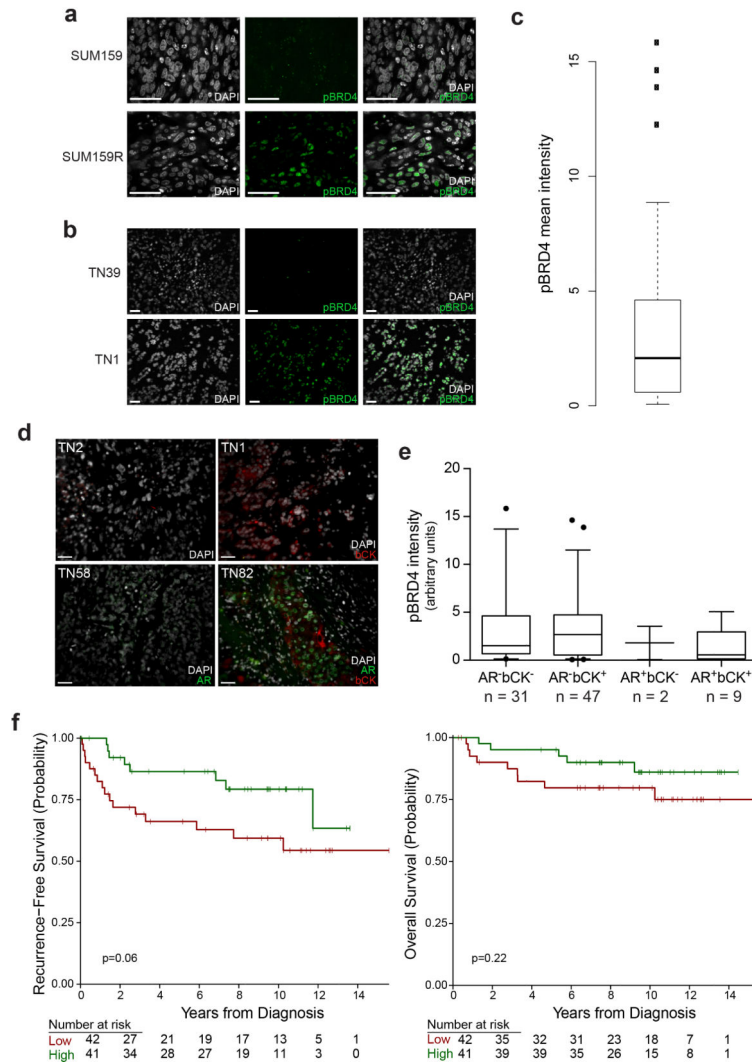 a
SUM159
DAPI
pBRD4
DAPI
pBRD4
SUM159R
DAPI
pBRD4
DAPI
pBRD4
b
TN39
DAPI
pBRD4
DAPI
pBRD4
TN1
DAPI
pBRD4
DAPI
pBRD4
c
pBRD4 mean intensity
15
10
5
0
d
TN2
DAPI
TN1
DAPI
bCK
TN58
DAPI
AR
TN82
DAPI
AR
bCK
e
pBRD4 intensity
(arbitrary units)
20
15
10
5
0
AR⁻bCK⁻ AR⁻bCK⁺ AR⁺bCK⁻ AR⁺bCK⁺
n = 31 n = 47 n = 2 n = 9
f
Recurrence-Free Survival (Probability)
1.00
0.75
0.50
0.25
0.00
p=0.06
0 2 4 6 8 10 12 14
Years from Diagnosis
Number at risk
Low 42 27 21 19 17 13 5 1
High 41 34 28 27 19 11 3 0
Overall Survival (Probability)
1.00
0.75
0.50
0.25
0.00
p=0.22
0 2 4 6 8 10 12 14
Years from Diagnosis
Number at risk
Low 42 35 32 31 23 18 7 1
High 41 39 39 35 26 15 8 1